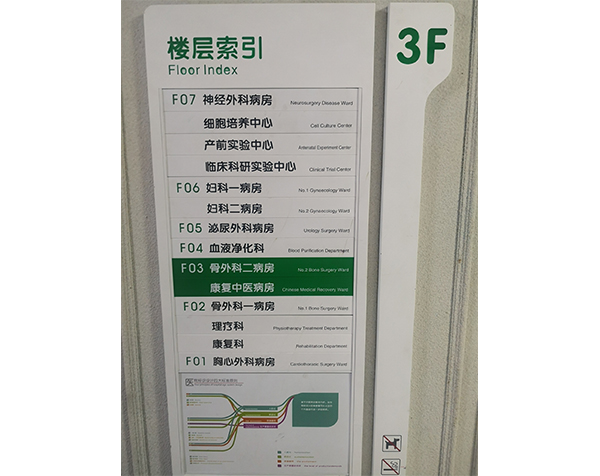 楼层索引
Floor Index
3F
F07 神经外科病房 Neurosurgery Disease Ward
细胞培养中心 Cell Culture Center
产前实验中心 Antenatal Experiment Center
临床科研实验中心 Clinical Trial Center
F06 妇科一病房 No.1 Gynaecology Ward
妇科二病房 No.2 Gynaecology Ward
F05 泌尿外科病房 Urology Surgery Ward
F04 血液净化科 Blood Purification Department
F03 骨外科二病房 No.2 Bone Surgery Ward
康复中医病房 Chinese Medical Recovery Ward
F02 骨外科一病房 No.1 Bone Surgery Ward
理疗科 Physiotherapy Treatment Department
康复科 Rehabilitation Department
F01 胸心外科病房 Cardiothoracic Surgery Ward
医